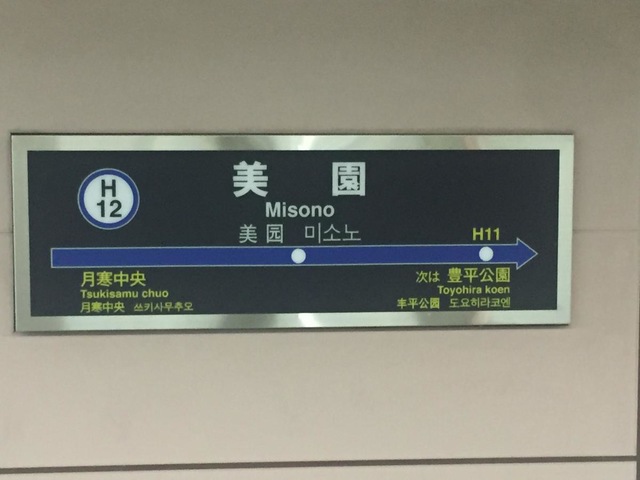 H
12
美 園
Misono
美园 미소노
H11
月寒中央
Tsukisamu chuo
月寒中央 쓰키사무추오
次は 豊平公園
Toyohira koen
丰平公園 도요히라코엔